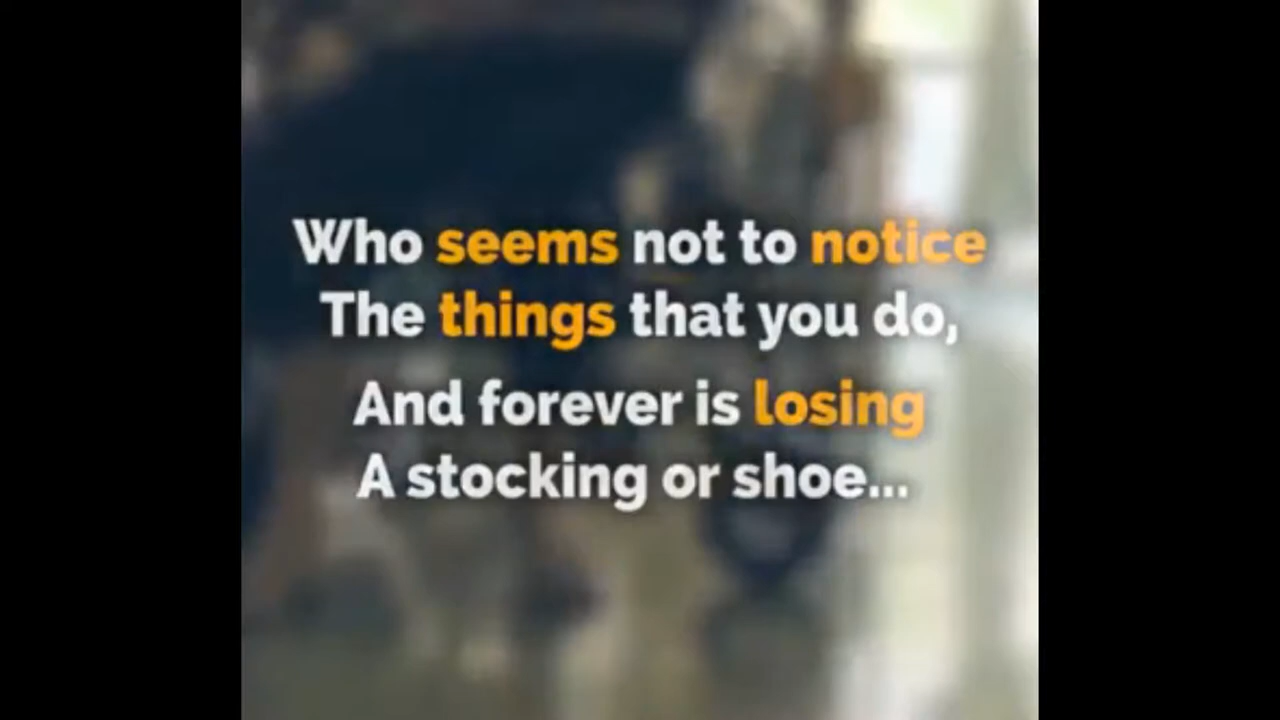 Who seems not to notice
The things that you do,
And forever is losing
A stocking or shoe...